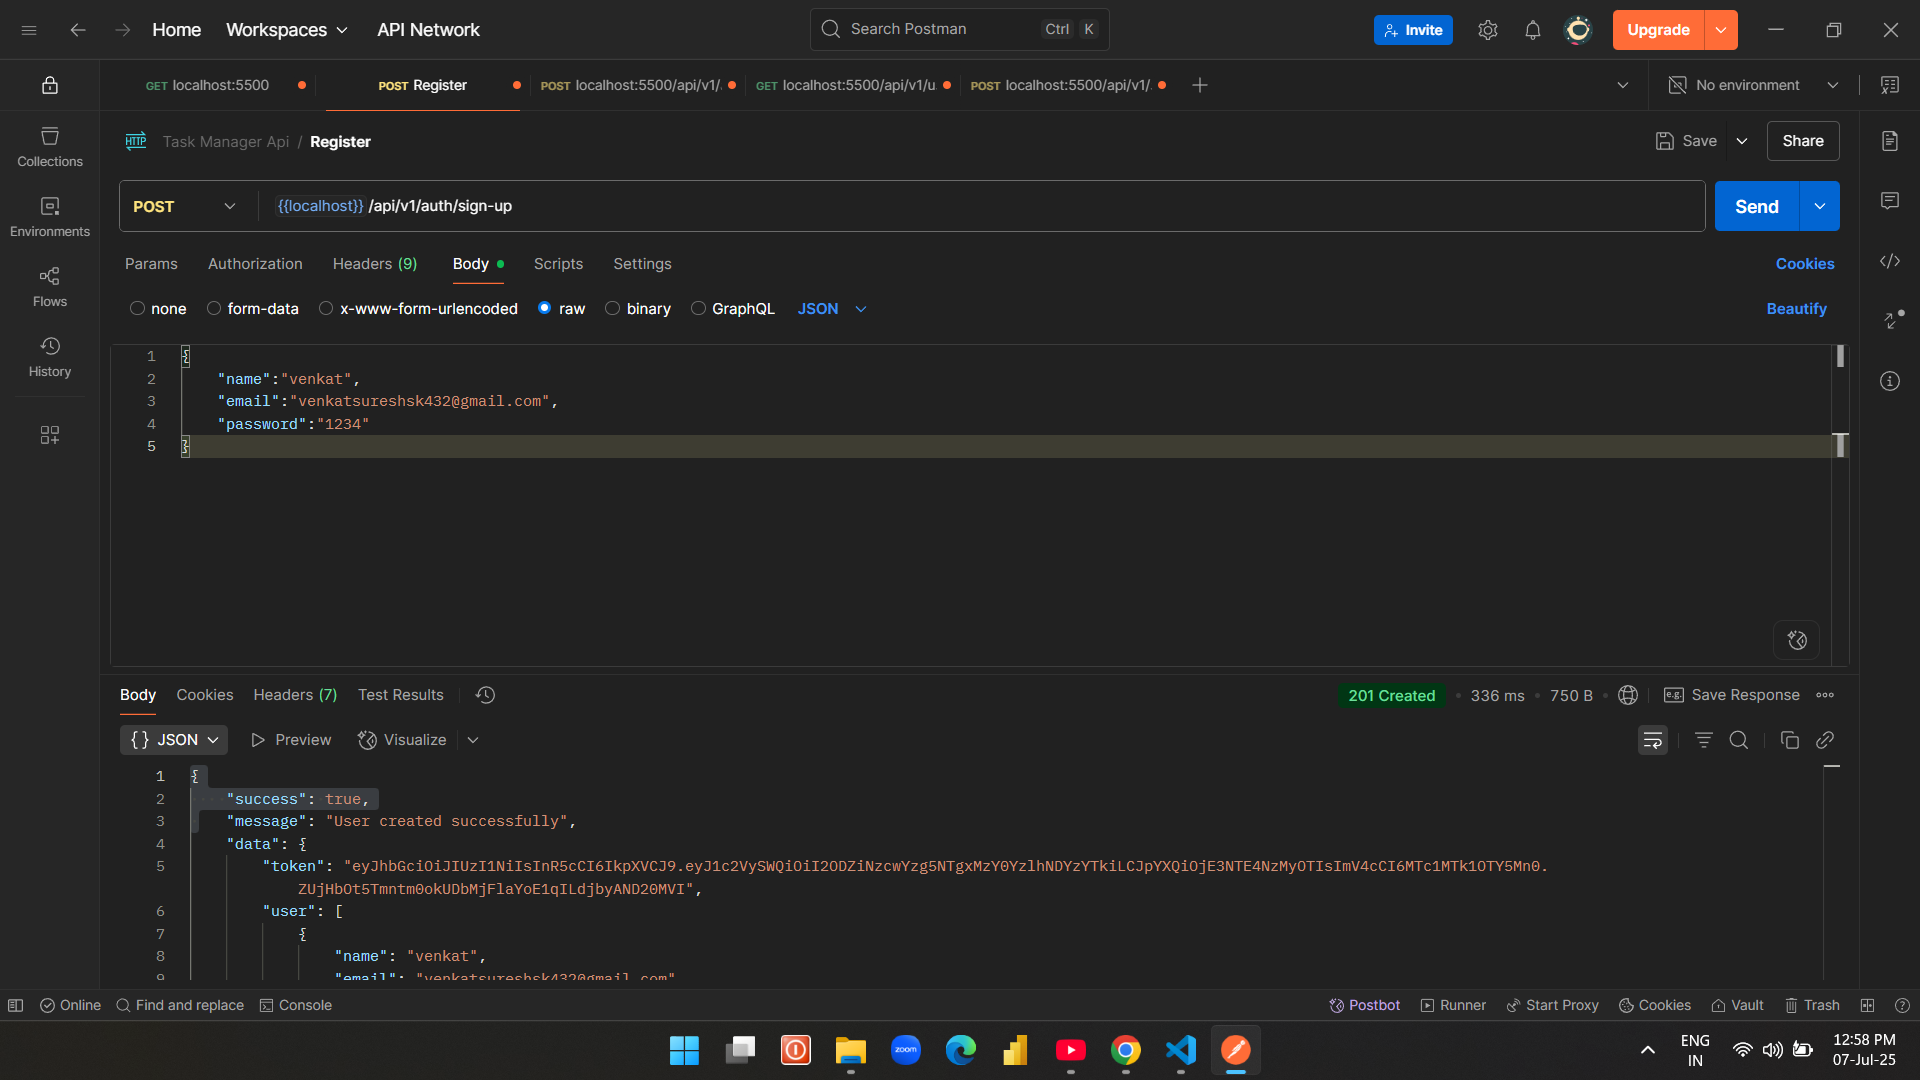 Home Workspaces API Network Search Postman Ctrl K Invite Upgrade
GET localhost:5500 POST Register POST localhost:5500/api/v1/. GET localhost:5500/api/v1/u. POST localhost:5500/api/v1/. No environment
HTTP Task Manager Api / Register Save Share
POST {{localhost}} /api/v1/auth/sign-up Send
Collections
Environments
Flows
History
Params Authorization Headers (9) Body Scripts Settings Cookies
none form-data x-www-form-urlencoded raw binary GraphQL JSON Beautify
1 {
2 "name":"venkat",
3 "email":"venkatsureshsk432@gmail.com",
4 "password":"1234"
5 }
Body Cookies Headers (7) Test Results 201 Created • 336 ms • 750 B e.g. Save Response
{} JSON Preview Visualize
1 {
2 "success": true,
3 "message": "User created successfully",
4 "data": {
5 "token": "eyJhbGciOiJIUzI1NiIsInR5cCI6IkpXVCJ9.eyJ1c2VySWQiOiI2ODZiNzcwYzg5NTgxMzY0YzlhNDYzYTkiLCJpYXQiOjE3NTE4NzMyOTIsImV4cCI6MTc1MTk1OTY5Mn0.
ZUjHbOt5Tmntm0okUDbMjFlaYoE1qILdjbyAND20MVI",
6 "user": [
7 {
8 "name": "venkat",
9 "email": "venkatsureshsk432@gmail.com"
Online Find and replace Console Postbot Runner Start Proxy Cookies Vault Trash
zoom
ENG
IN
12:58 PM
07-Jul-25